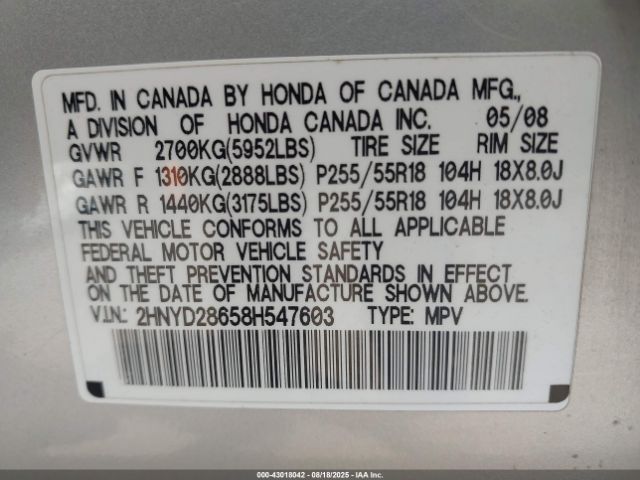 MFD. IN CANADA BY HONDA OF CANADA MFG.,
A DIVISION OF HONDA CANADA INC. 05/08
GVWR 2700KG(5952LBS) TIRE SIZE RIM SIZE
GAWR F 1310KG(2888LBS) P255/55R18 104H 18X8.0J
GAWR R 1440KG(3175LBS) P255/55R18 104H 18X8.0J
THIS VEHICLE CONFORMS TO ALL APPLICABLE
FEDERAL MOTOR VEHICLE SAFETY
AND THEFT PREVENTION STANDARDS IN EFFECT
ON THE DATE OF MANUFACTURE SHOWN ABOVE.
V.I.N.: 2HNYD28658H547603 TYPE: MPV
000-43018042 - 08/18/2025 - IAA Inc.